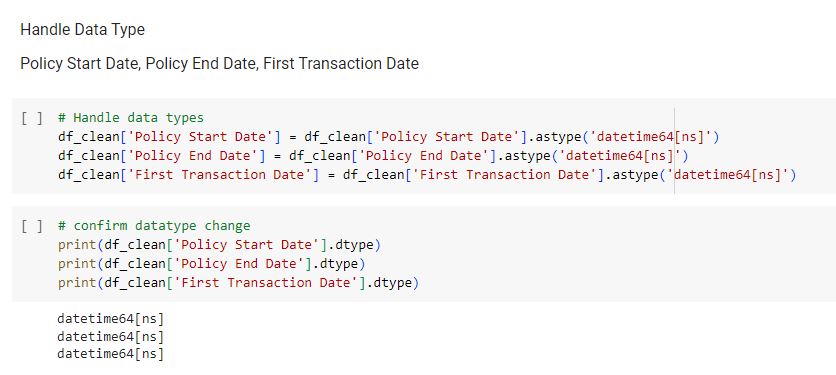 Handle Data Type
Policy Start Date, Policy End Date, First Transaction Date
[ ] # Handle data types
df_clean['Policy Start Date'] = df_clean['Policy Start Date'].astype('datetime64[ns]')
df_clean['Policy End Date'] = df_clean['Policy End Date'].astype('datetime64[ns]')
df_clean['First Transaction Date'] = df_clean['First Transaction Date'].astype('datetime64[ns]')
[ ] # confirm datatype change
print(df_clean['Policy Start Date'].dtype)
print(df_clean['Policy End Date'].dtype)
print(df_clean['First Transaction Date'].dtype)
datetime64[ns]
datetime64[ns]
datetime64[ns]